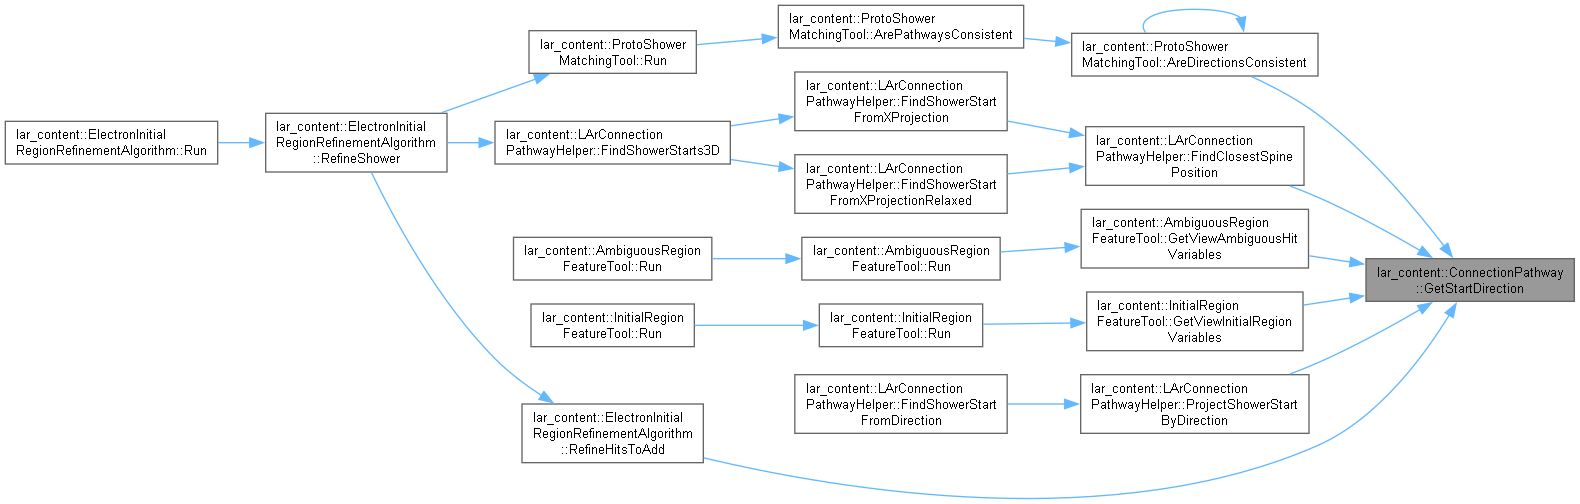 lar_content::ElectronInitial
RegionRefinementAlgorithm::Run
lar_content::ElectronInitial
RegionRefinementAlgorithm
::RefineShower
lar_content::ProtoShower
MatchingTool::Run
lar_content::ProtoShower
MatchingTool::ArePathwaysConsistent
lar_content::ProtoShower
MatchingTool::AreDirectionsConsistent
lar_content::LArConnection
PathwayHelper::FindShowerStarts3D
lar_content::LArConnection
PathwayHelper::FindShowerStart
FromXProjection
lar_content::LArConnection
PathwayHelper::FindShowerStart
FromXProjectionRelaxed
lar_content::LArConnection
PathwayHelper::FindClosestSpine
Position
lar_content::AmbiguousRegion
FeatureTool::Run
lar_content::AmbiguousRegion
FeatureTool::Run
lar_content::AmbiguousRegion
FeatureTool::GetViewAmbiguousHit
Variables
lar_content::ConnectionPathway
::GetStartDirection
lar_content::InitialRegion
FeatureTool::Run
lar_content::InitialRegion
FeatureTool::Run
lar_content::InitialRegion
FeatureTool::GetViewInitialRegion
Variables
lar_content::LArConnection
PathwayHelper::FindShowerStart
FromDirection
lar_content::LArConnection
PathwayHelper::ProjectShowerStart
ByDirection
lar_content::ElectronInitial
RegionRefinementAlgorithm
::RefineHitsToAdd